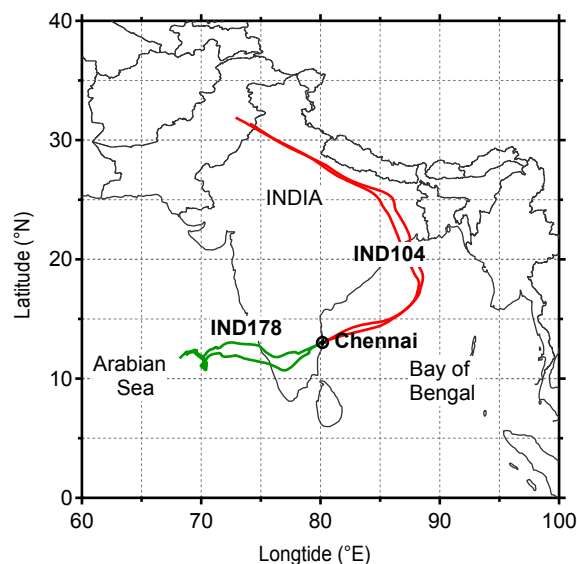 40
30
20
10
0
Latitude (°N)
INDIA
IND104
IND178
Chennai
Arabian
Sea
Bay of
Bengal
60
70
80
90
100
Longtide (°E)